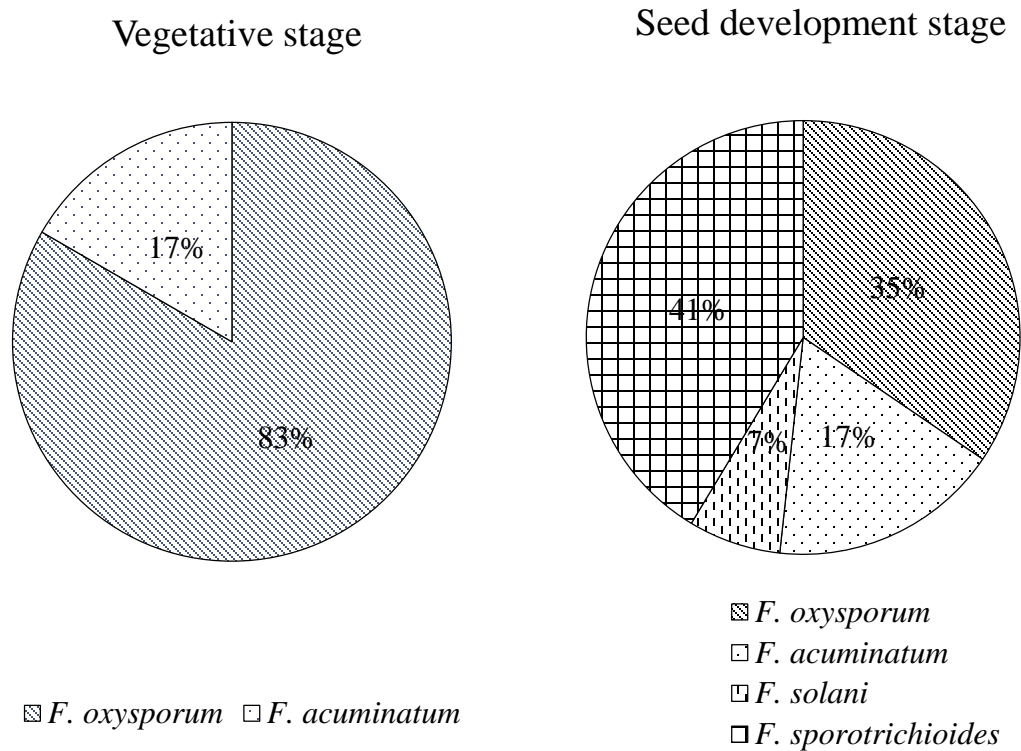 Vegetative stage
17%
83%
F. oxysporum F. acuminatum
Seed development stage
35%
41%
17%
7%
F. oxysporum
F. acuminatum
F. solani
F. sporotrichioides